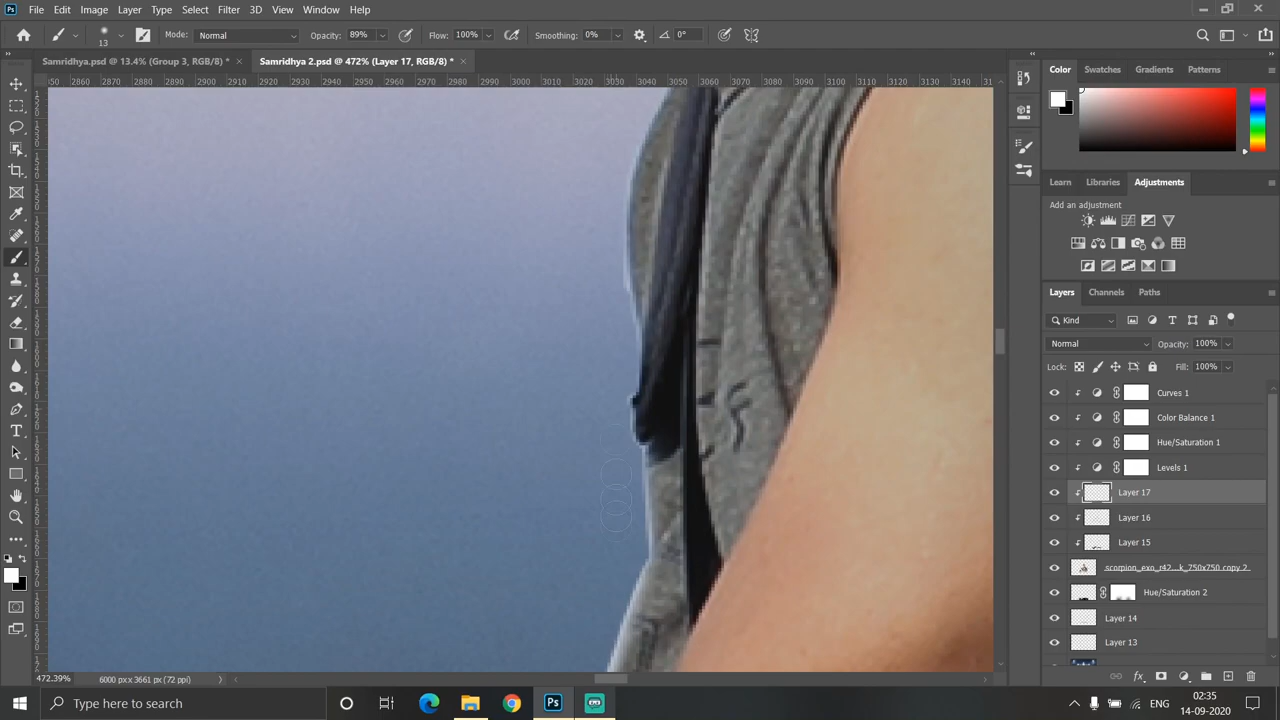 Ps File Edit Image Layer Type Select Filter 3D View Window Help
13 Mode: Normal Opacity: 89% Flow: 100% Smoothing: 0% 0°
Samridhya.psd @ 13.4% (Group 3, RGB/8) * × Samridhya 2.psd @ 472% (Layer 17, RGB/8) * ×
2860 2870 2880 2890 2900 2910 2920 2930 2940 2950 2960 2970 2980 2990 3000 3010 3020 3030 3040 3050 3060 3070 3080 3090 3100 3110 3120 3130 3140
Color Swatches Gradients Patterns
Learn Libraries Adjustments
Add an adjustment
Layers Channels Paths
Kind
Normal Opacity: 100%
Lock: Fill: 100%
Curves 1
Color Balance 1
Hue/Saturation 1
Levels 1
Layer 17
Layer 16
Layer 15
scorpion_exo_r42...k_750x750 copy 2
Hue/Saturation 2
Layer 14
Layer 13
472.39% 6000 px x 3661 px (72 ppi)
Type here to search
ENG 02:35
14-09-2020